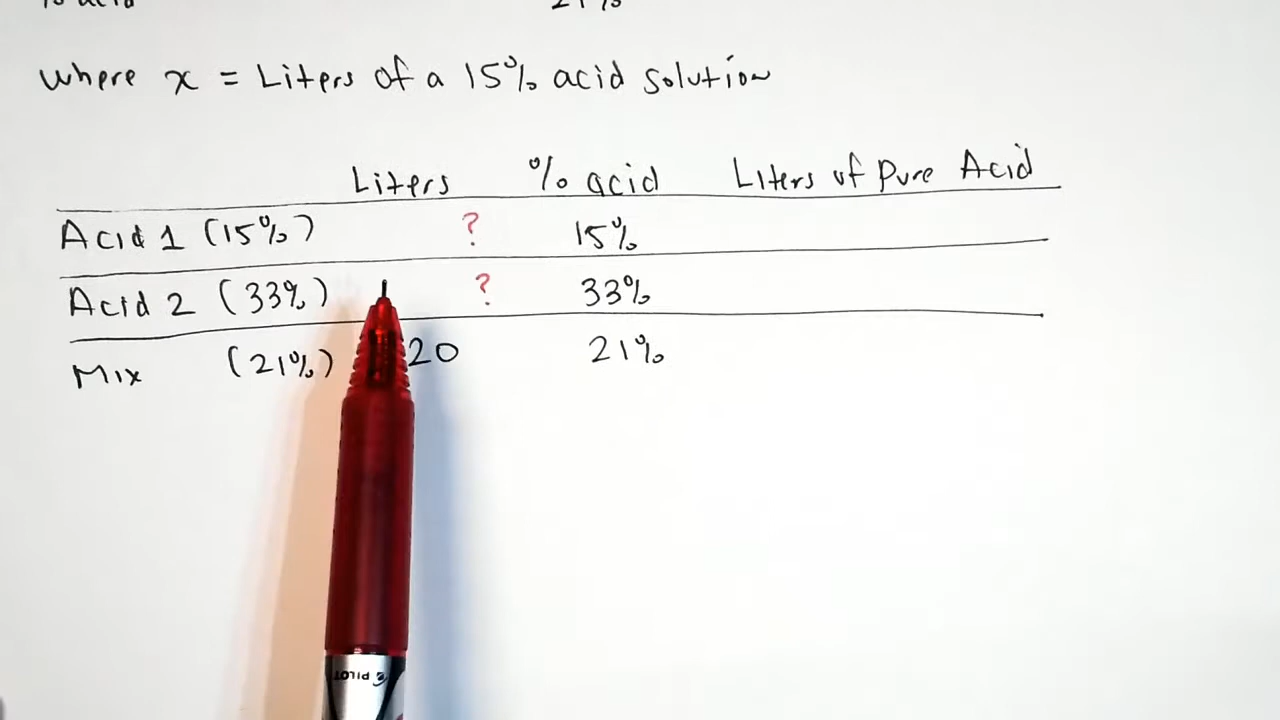 where x = Liters of a 15% acid solution
Liters % acid Liters of Pure Acid
Acid 1 (15%) ? 15%
Acid 2 (33%) ? 33%
Mix (21%) 20 21%
PILOT